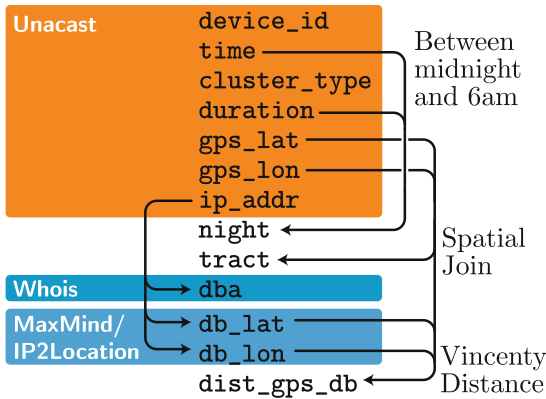 Unacast
device_id
time
cluster_type
duration
gps_lat
gps_lon
ip_addr
night
tract
Whois
dba
MaxMind/
IP2Location
db_lat
db_lon
dist_gps_db
Between
midnight
and 6am
Spatial
Join
Vincenty
Distance